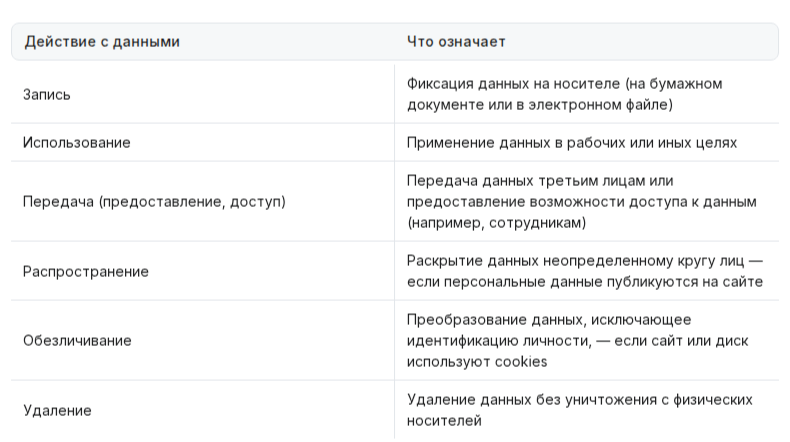 Действие с данными
Что означает
Запись
Фиксация данных на носителе (на бумажном
документе или в электронном файле)
Использование
Применение данных в рабочих или иных целях
Передача (предоставление, доступ)
Передача данных третьим лицам или
предоставление возможности доступа к данным
(например, сотрудникам)
Распространение
Раскрытие данных неопределенному кругу лиц —
если персональные данные публикуются на сайте
Обезличивание
Преобразование данных, исключающее
идентификацию личности, — если сайт или диск
используют cookies
Удаление
Удаление данных без уничтожения с физических
носителей